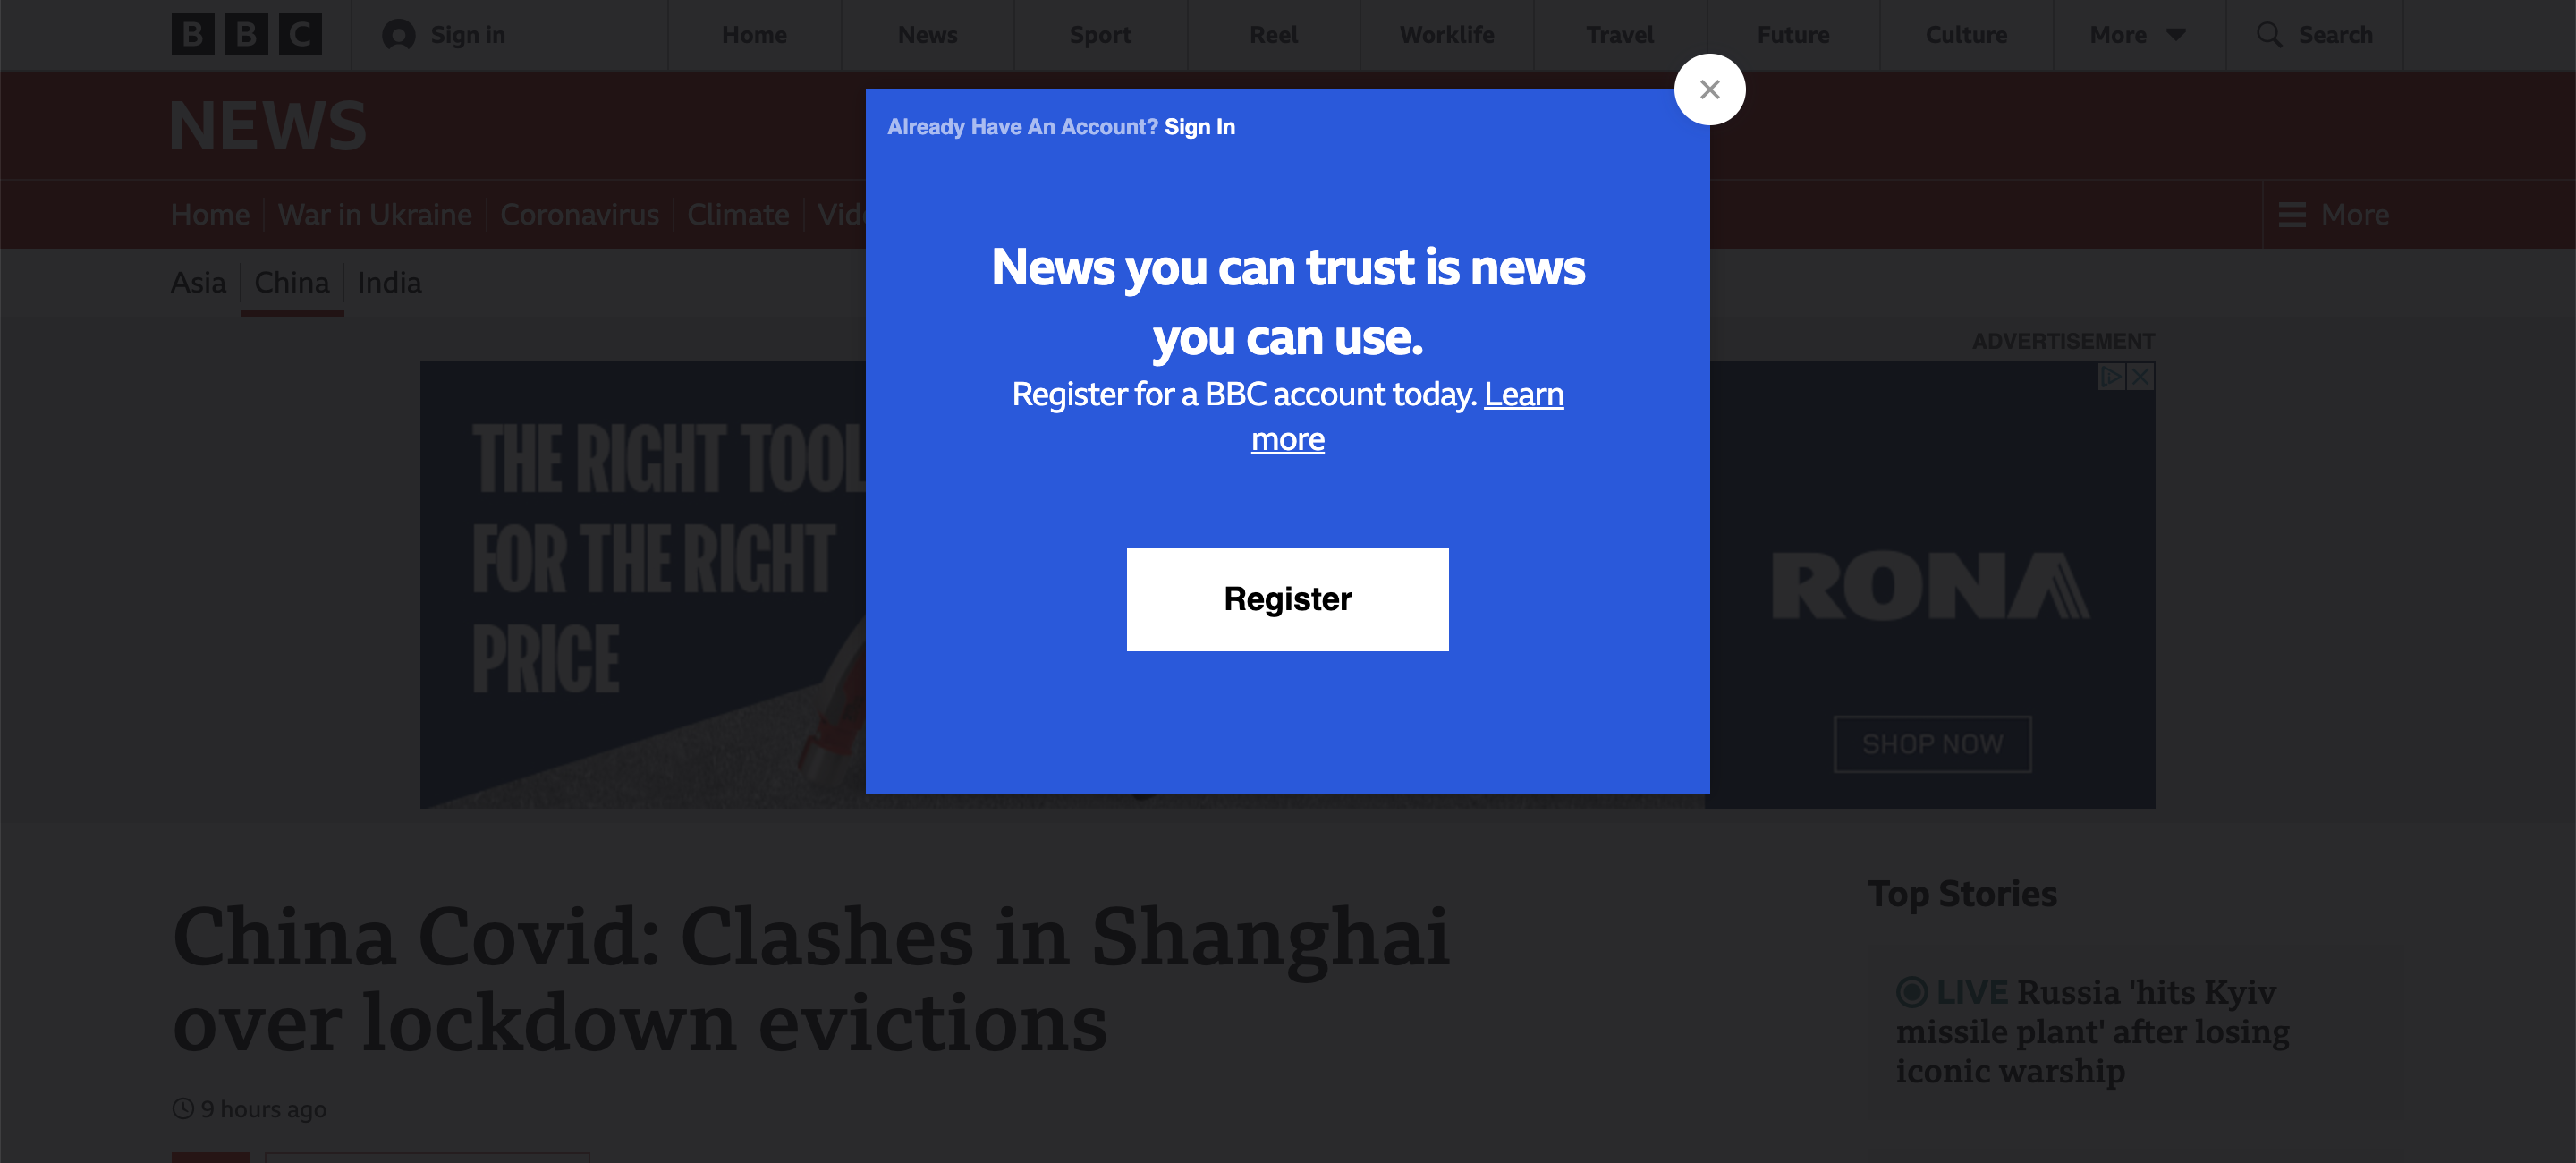 BBC
Sign in
Home
News
Sport
Reel
Worklife
Travel
Future
Culture
More
Search
NEWS
Already Have An Account? Sign In
Home
War in Ukraine
Coronavirus
Climate
More
Asia
China
India
News you can trust is news
you can use.
Register for a BBC account today. Learn
more
Register
ADVERTISEMENT
THE RIGHT TOOL
FOR THE RIGHT
PRICE
RONA
SHOP NOW
China Covid: Clashes in Shanghai
over lockdown evictions
9 hours ago
Top Stories
LIVE Russia 'hits Kyiv
missile plant' after losing
iconic warship